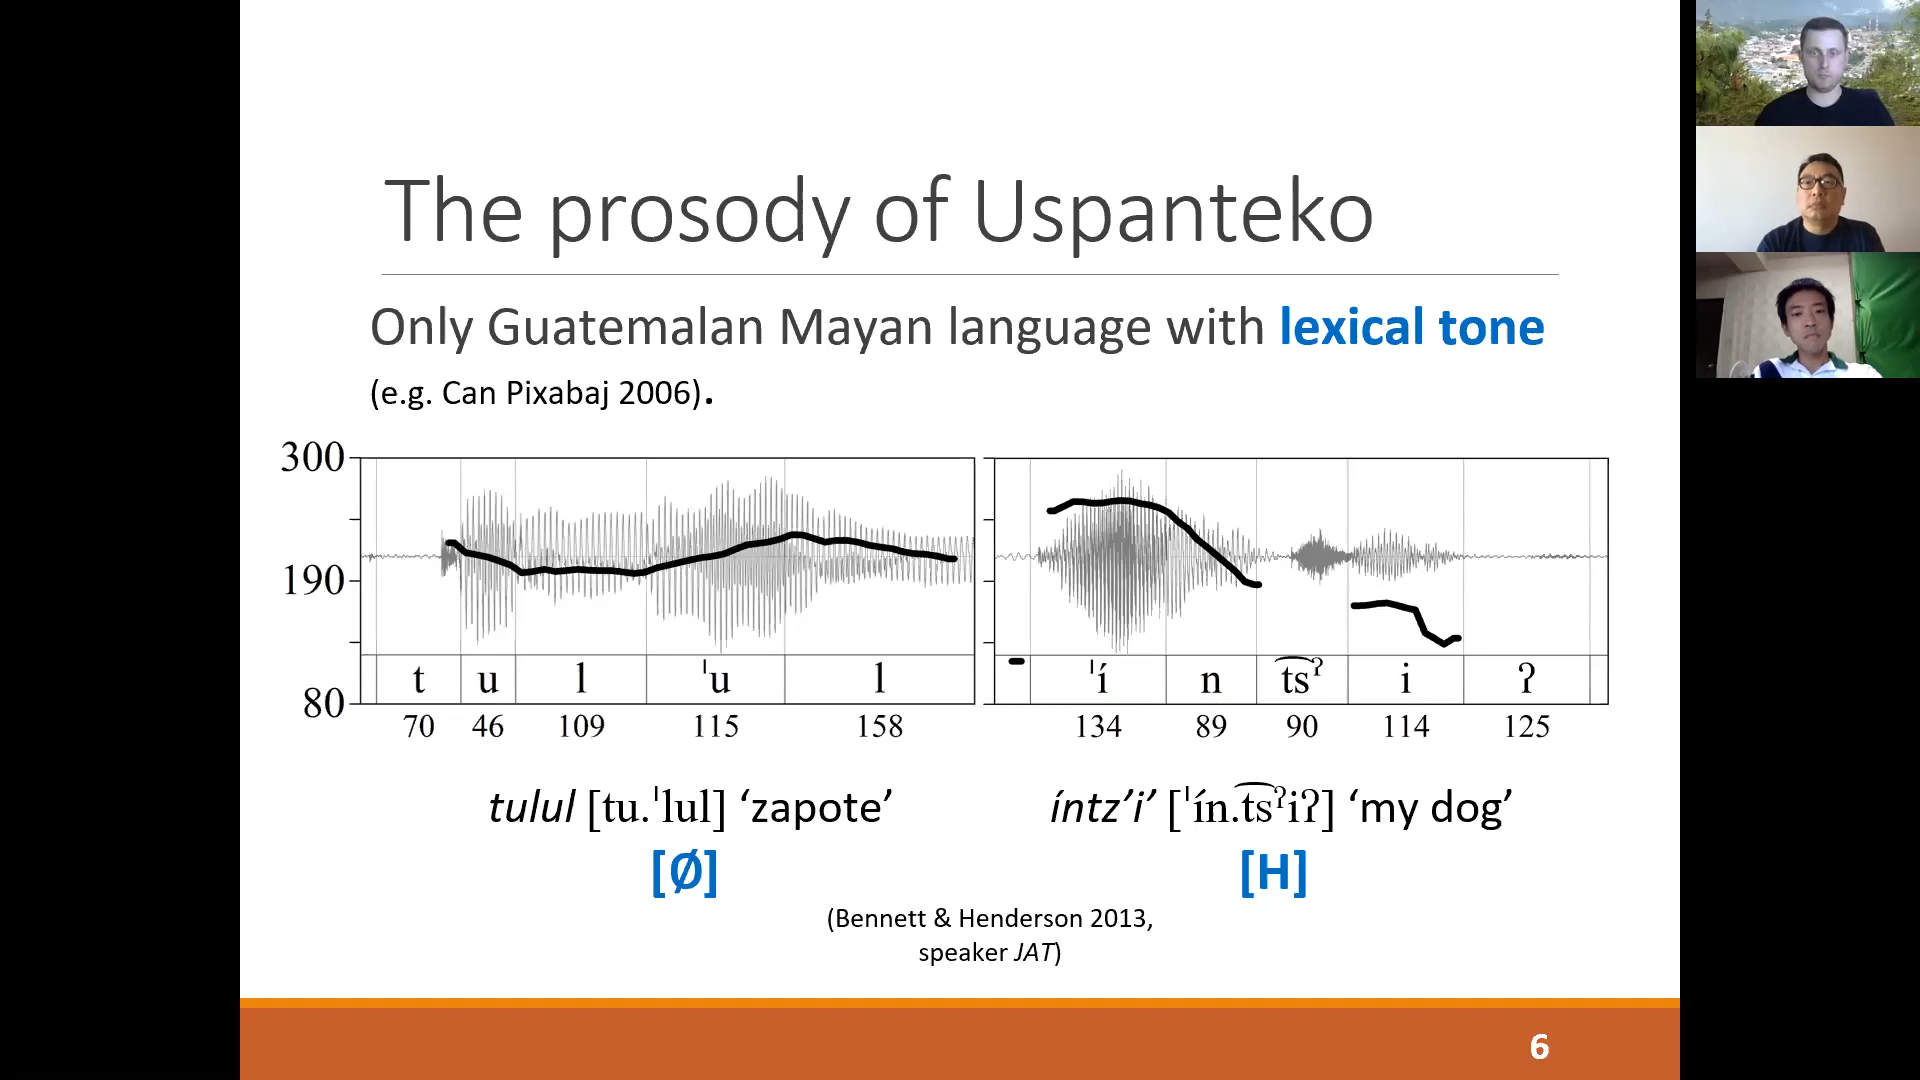 The prosody of Uspanteko
Only Guatemalan Mayan language with lexical tone
(e.g. Can Pixabaj 2006).
300
190
80
t u l ˈu l
70 46 109 115 158
ˈí n t͡sˀ i ʔ
134 89 90 114 125
tulul [tu.ˈlul] ‘zapote’
[Ø]
íntz’i’ [ˈín.t͡sˀiʔ] ‘my dog’
[H]
(Bennett & Henderson 2013,
speaker JAT)
6